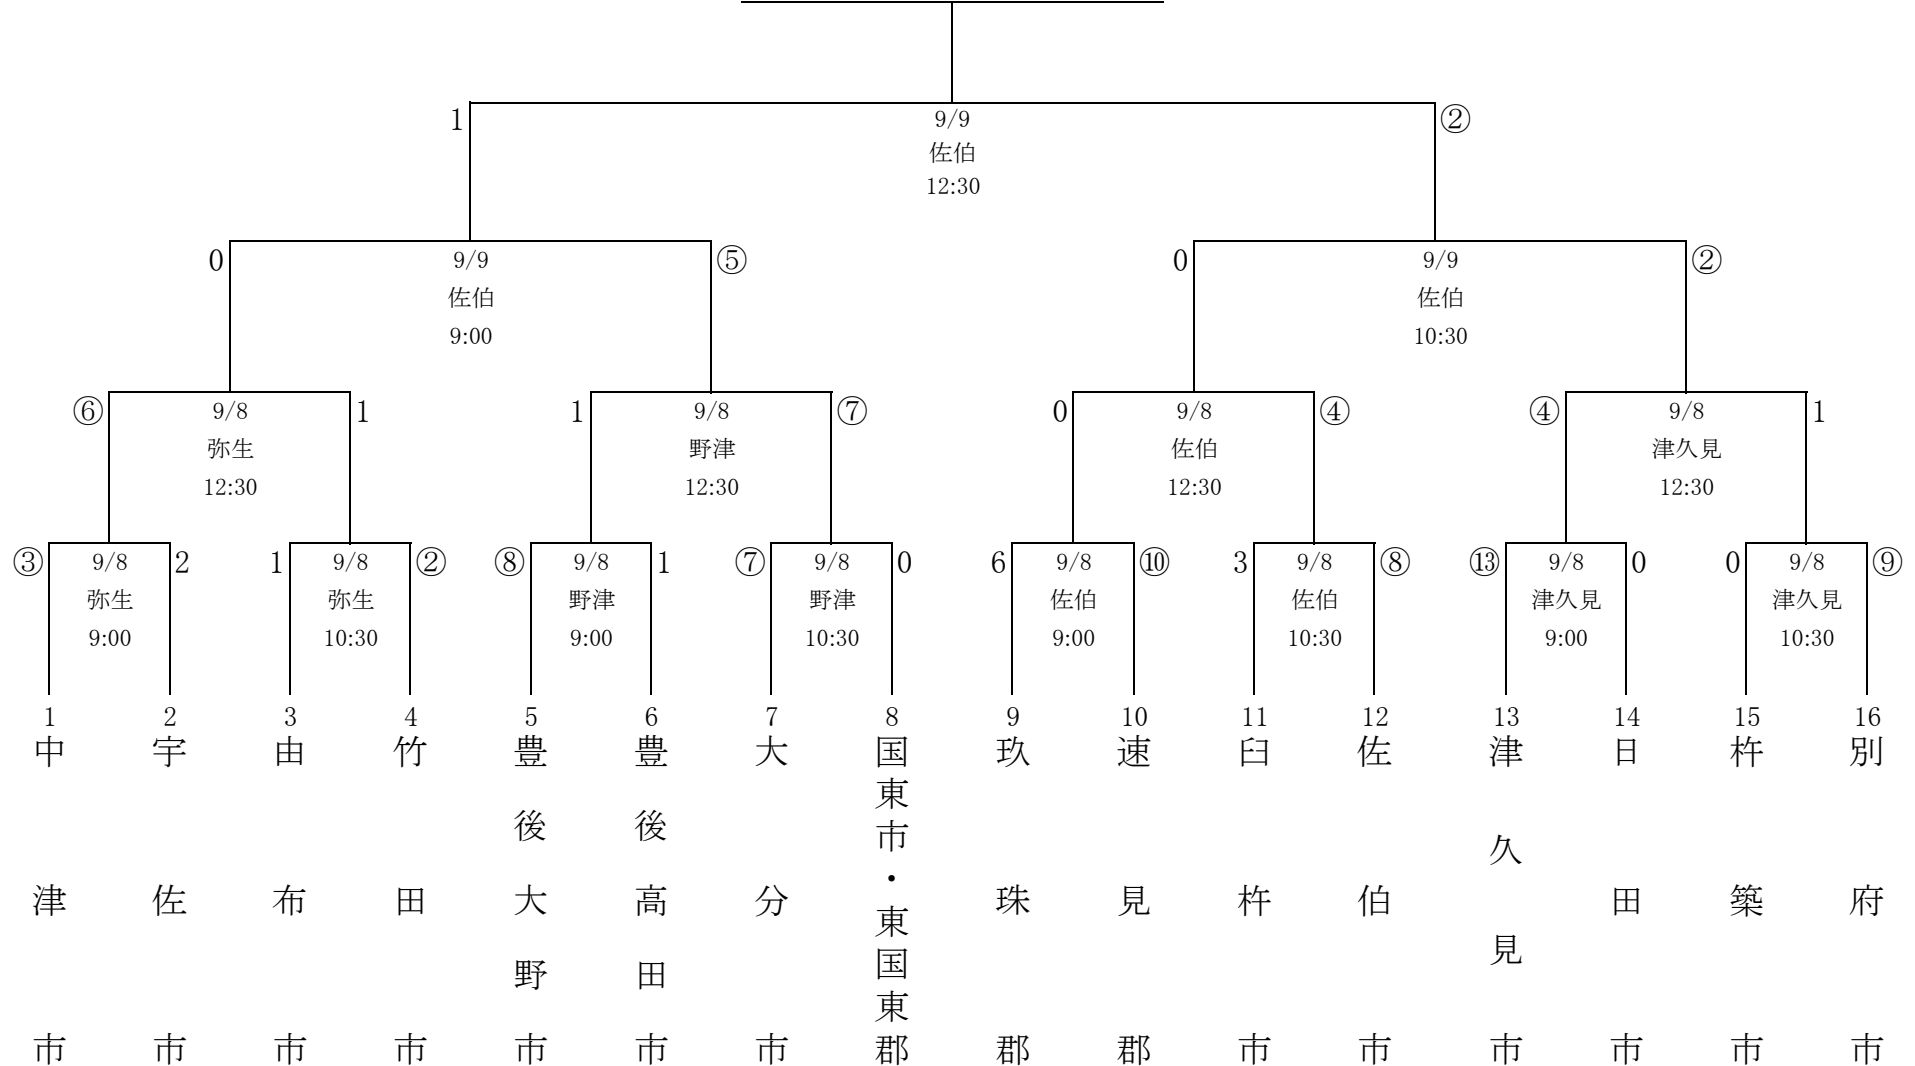 1 ②
9/9
佐伯
12:30
0 ⑤ 0 ②
9/9 9/9
佐伯 佐伯
9:00 10:30
⑥ 1 1 ⑦ 0 ④ ④ 1
9/8 9/8 9/8 9/8
弥生 野津 佐伯 津久見
12:30 12:30 12:30 12:30
③ 2 1 ② ⑧ 1 ⑦ 0 6 ⑩ 3 ⑧ ⑬ 0 0 ⑨
9/8 9/8 9/8 9/8 9/8 9/8 9/8 9/8
弥生 弥生 野津 野津 佐伯 佐伯 津久見 津久見
9:00 10:30 9:00 10:30 9:00 10:30 9:00 10:30
1 2 3 4 5 6 7 8 9 10 11 12 13 14 15 16
中津市
宇佐市
由布市
竹田市
豊後大野市
豊後高田市
大分市
国東市・東国東郡
玖珠郡
速見郡
臼杵市
佐伯市
津久見市
日田市
杵築市
別府市